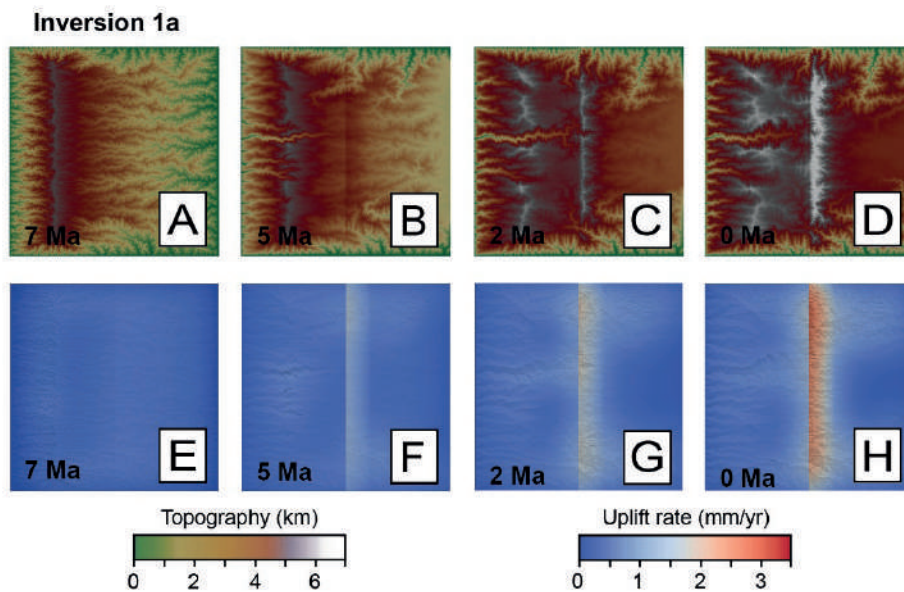 Inversion 1a
A B C D
7 Ma 5 Ma 2 Ma 0 Ma
E F G H
7 Ma 5 Ma 2 Ma 0 Ma
Topography (km) Uplift rate (mm/yr)
0 2 4 6 0 1 2 3